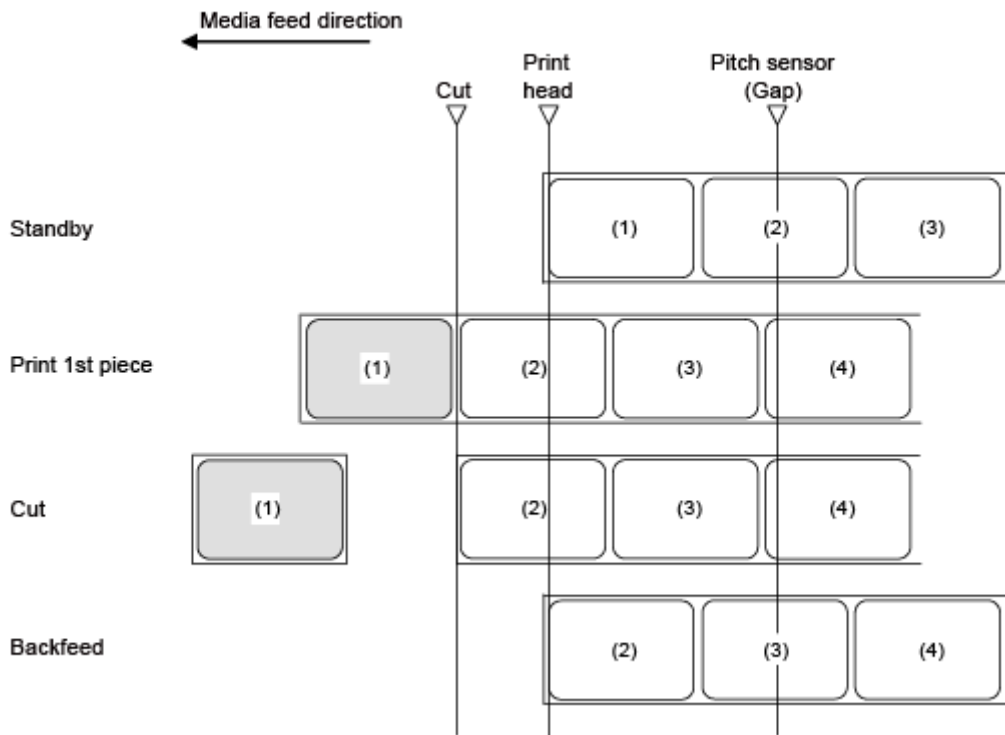 Media feed direction
Cut
Print
head
Pitch sensor
(Gap)
Standby
(1)
(2)
(3)
Print 1st piece
(1)
(2)
(3)
(4)
Cut
(1)
(2)
(3)
(4)
Backfeed
(2)
(3)
(4)